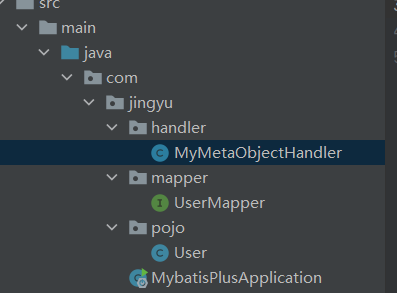 src
main
java
com
jingyu
handler
C MyMetaObjectHandler
mapper
I UserMapper
pojo
C User
MybatisPlusApplication